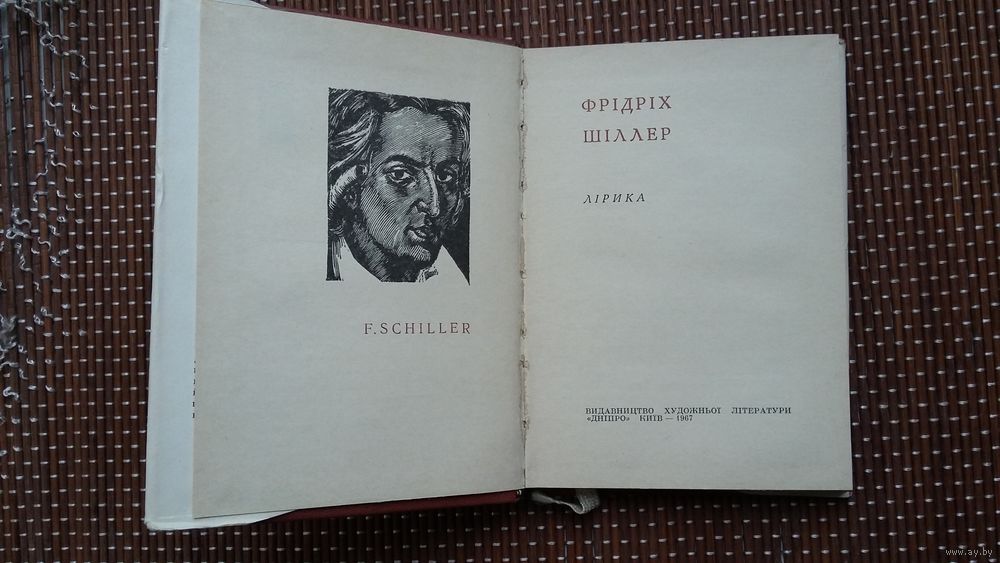 F. SCHILLER
ФРІДРІХ
ШІЛЛЕР
ЛІРИКА
ВИДАВНИЦТВО ХУДОЖНЬОЇ ЛІТЕРАТУРИ
«ДНІПРО» КИЇВ — 1967
www.ay.by